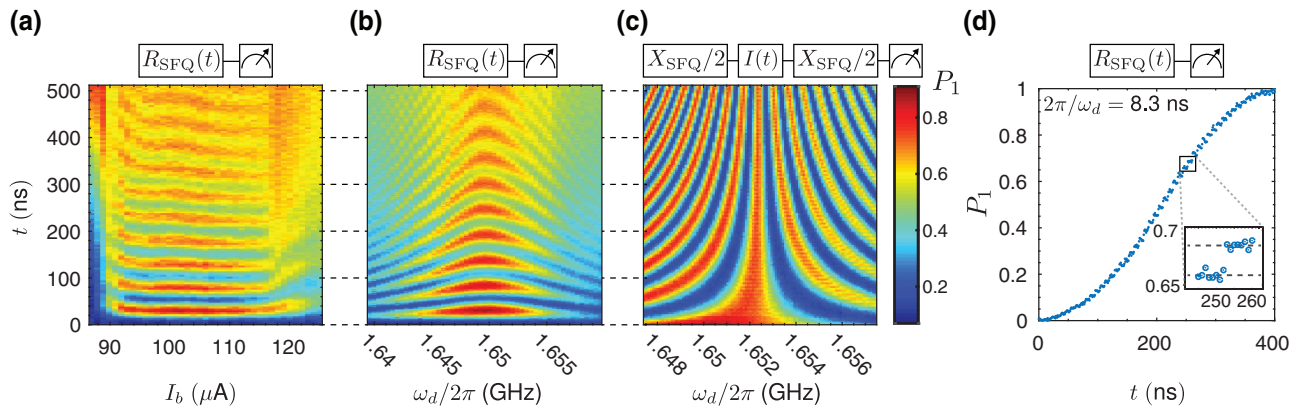 (a) (b) (c) (d)
R_SFQ(t) R_SFQ(t) X_SFQ/2 I(t) X_SFQ/2 R_SFQ(t)
500
400
300
200
100
0
t (ns)
90 100 110 120
I_b (μA)
1.64 1.645 1.65 1.655
ω_d/2π (GHz)
1.648 1.65 1.652 1.654 1.656
ω_d/2π (GHz)
P_1
0.8
0.6
0.4
0.2
2π/ω_d = 8.3 ns
1
0.8
0.6
0.4
0.2
0
P_1
0.7
0.65
250 260
0 200 400
t (ns)